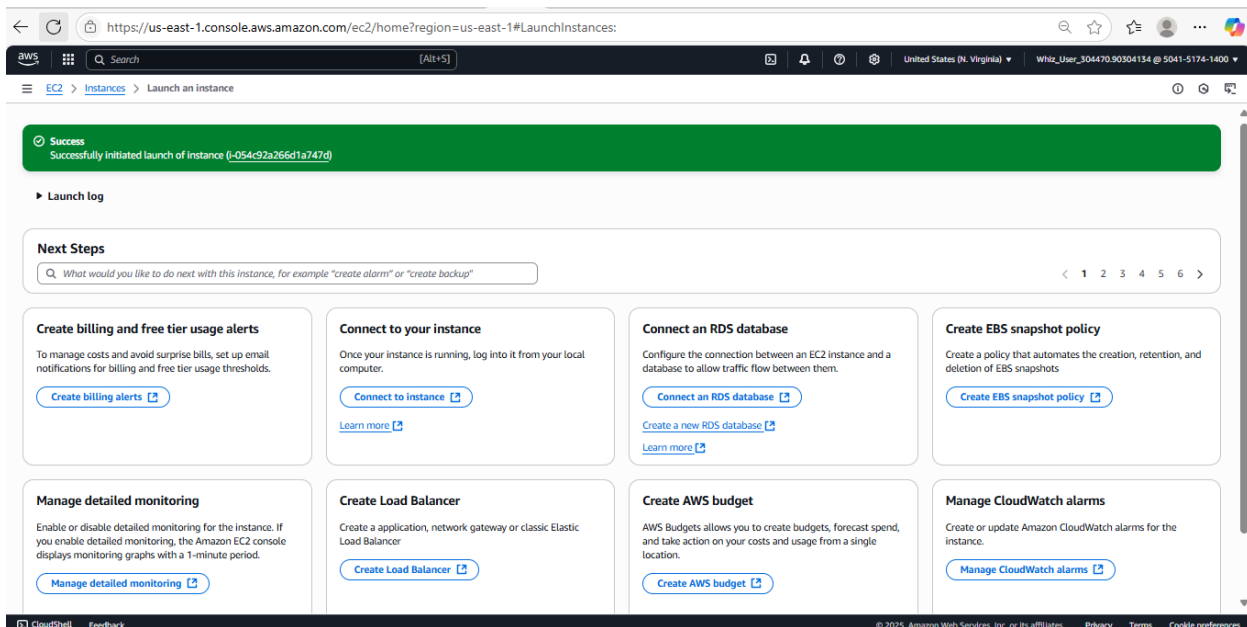 https://us-east-1.console.aws.amazon.com/ec2/home?region=us-east-1#LaunchInstances:
aws
Search [Alt+S]
United States (N. Virginia)
Whiz_User_304470.90304134 @ 5041-5174-1400
EC2 > Instances > Launch an instance
Success
Successfully initiated launch of instance (i-054c92a266d1a747d)
Launch log
Next Steps
What would you like to do next with this instance, for example "create alarm" or "create backup"
< 1 2 3 4 5 6 >
Create billing and free tier usage alerts
To manage costs and avoid surprise bills, set up email
notifications for billing and free tier usage thresholds.
Create billing alerts
Connect to your instance
Once your instance is running, log into it from your local
computer.
Connect to instance
Learn more
Connect an RDS database
Configure the connection between an EC2 instance and a
database to allow traffic flow between them.
Connect an RDS database
Create a new RDS database
Learn more
Create EBS snapshot policy
Create a policy that automates the creation, retention, and
deletion of EBS snapshots
Create EBS snapshot policy
Manage detailed monitoring
Enable or disable detailed monitoring for the instance. If
you enable detailed monitoring, the Amazon EC2 console
displays monitoring graphs with a 1-minute period.
Manage detailed monitoring
Create Load Balancer
Create a application, network gateway or classic Elastic
Load Balancer
Create Load Balancer
Create AWS budget
AWS Budgets allows you to create budgets, forecast spend,
and take action on your costs and usage from a single
location.
Create AWS budget
Manage CloudWatch alarms
Create or update Amazon CloudWatch alarms for the
instance.
Manage CloudWatch alarms
CloudShell Feedback
© 2025, Amazon Web Services, Inc. or its affiliates. Privacy Terms Cookie preferences